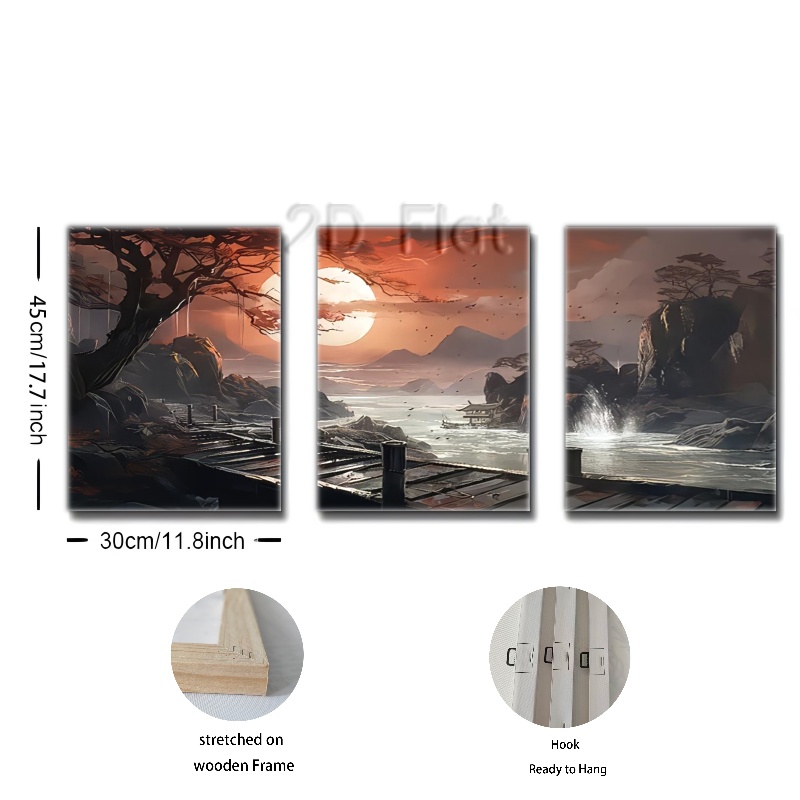 2D Flat
45cm/17.7inch
30cm/11.8inch
stretched on
wooden Frame
Hook
Ready to Hang